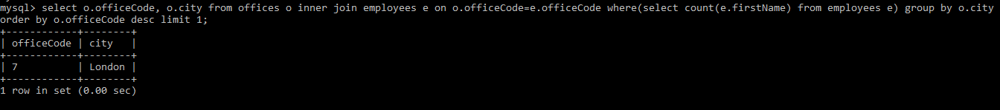 mysql> select o.officeCode, o.city from offices o inner join employees e on o.officeCode=e.officeCode where(select count(e.firstName) from employees e) group by o.city
order by o.officeCode desc limit 1;
+------------+--------+
| officeCode | city   |
+------------+--------+
| 7          | London |
+------------+--------+
1 row in set (0.00 sec)